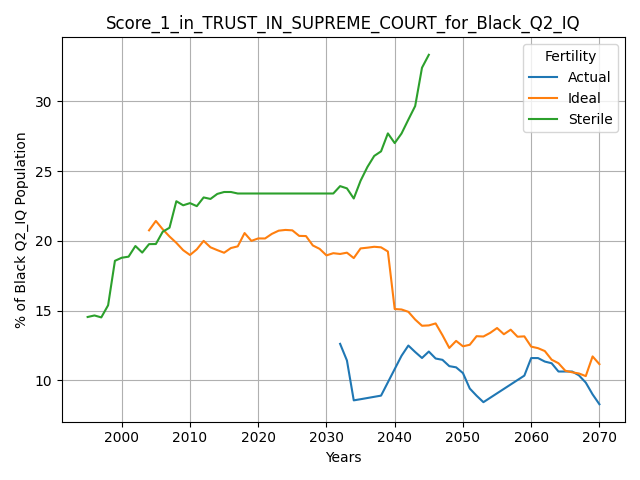 Score_1_in_TRUST_IN_SUPREME_COURT_for_Black_Q2_IQ
% of Black Q2_IQ Population
30
25
20
15
10
Fertility
Actual
Ideal
Sterile
2000 2010 2020 2030 2040 2050 2060 2070
Years